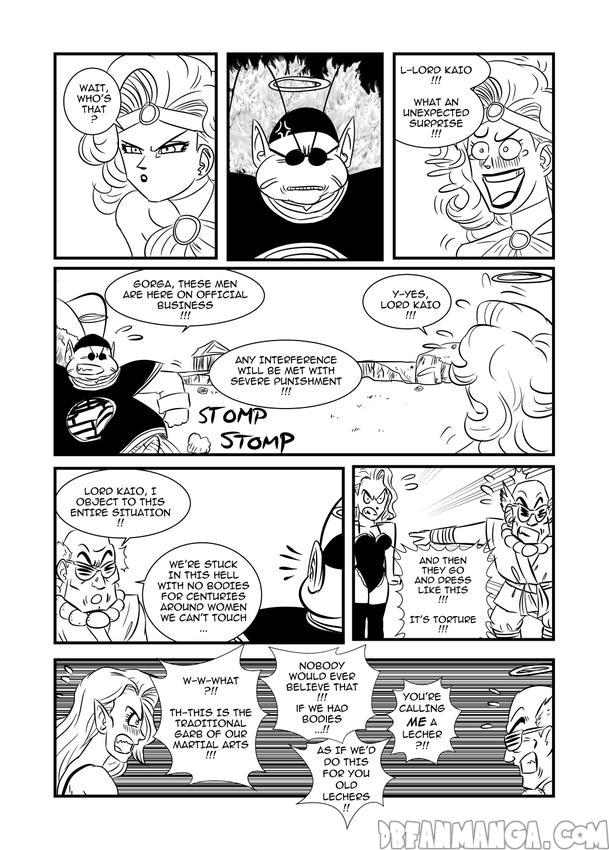 WAIT,
WHO'S
THAT
?
L-LORD KAIO
!!!
WHAT AN
UNEXPECTED
SURPRISE
!!!
GORGA, THESE MEN
ARE HERE ON OFFICIAL
BUSINESS
!!!
Y-YES,
LORD KAIO
!!!
ANY INTERFERENCE
WILL BE MET WITH
SEVERE PUNISHMENT
!!!
STOMP
STOMP
LORD KAIO, I
OBJECT TO THIS
ENTIRE SITUATION
!!
WE'RE STUCK
IN THIS HELL
WITH NO BODIES
FOR CENTURIES
AROUND WOMEN
WE CAN'T TOUCH
...
AND THEN
THEY GO
AND DRESS
LIKE THIS
!!!
IT'S TORTURE
!!!
W-W-WHAT
?!!
TH-THIS IS THE
TRADITIONAL
GARB OF OUR
MARTIAL ARTS
!!!
NOBODY
WOULD EVER
BELIEVE THAT
!!!
IF WE HAD
BODIES
...!!
AS IF WE'D
DO THIS
FOR YOU
OLD
LECHERS
!!!
YOU'RE
CALLING
ME A
LECHER
?!!
DBFANMANGA.COM